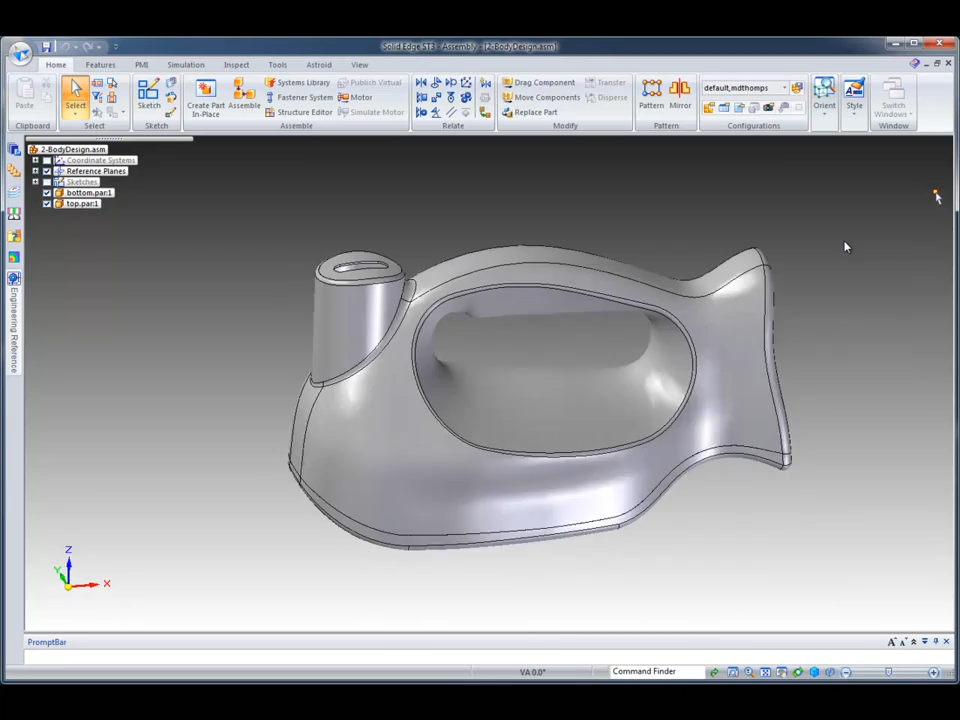 Solid Edge ST3 - Assembly - [2-BodyDesign.asm]
Home Features PMI Simulation Inspect Tools Astroid View
Paste Select Sketch Create Part In-Place Assemble
Systems Library Publish Virtual
Fastener System Motor
Structure Editor Simulate Motor
Drag Component Transfer
Move Components Disperse
Replace Part
Pattern Mirror
default,mdthomps
Orient Style Switch Windows
Clipboard Select Sketch Assemble Relate Modify Pattern Configurations Window
2-BodyDesign.asm
Coordinate Systems
Reference Planes
Sketches
bottom.par:1
top.par:1
Engineering Reference
Z
Y
X
PromptBar
VA 0.0° Command Finder